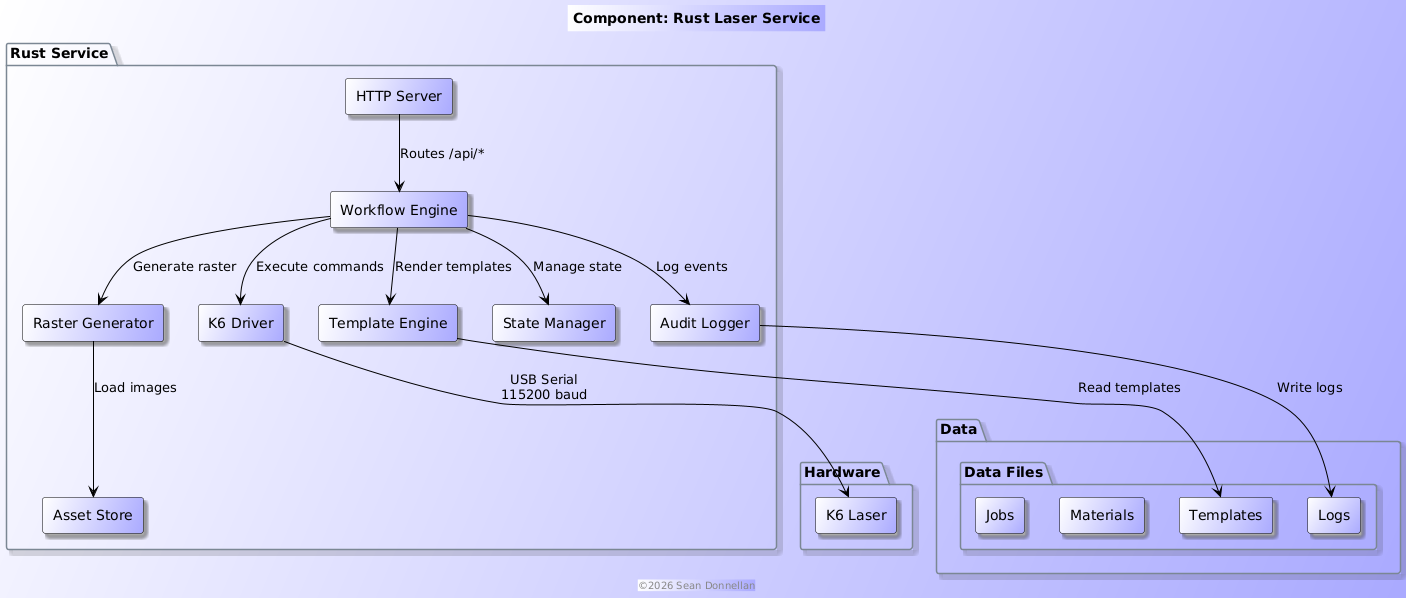 Component: Rust Laser Service
Rust Service
HTTP Server
Routes /api/*
Workflow Engine
Generate raster
Execute commands
Render templates
Manage state
Log events
Raster Generator
K6 Driver
Template Engine
State Manager
Audit Logger
Load images
USB Serial
115200 baud
Read templates
Write logs
Data
Hardware
Data Files
Asset Store
K6 Laser
Jobs
Materials
Templates
Logs
©2026 Sean Donnellan